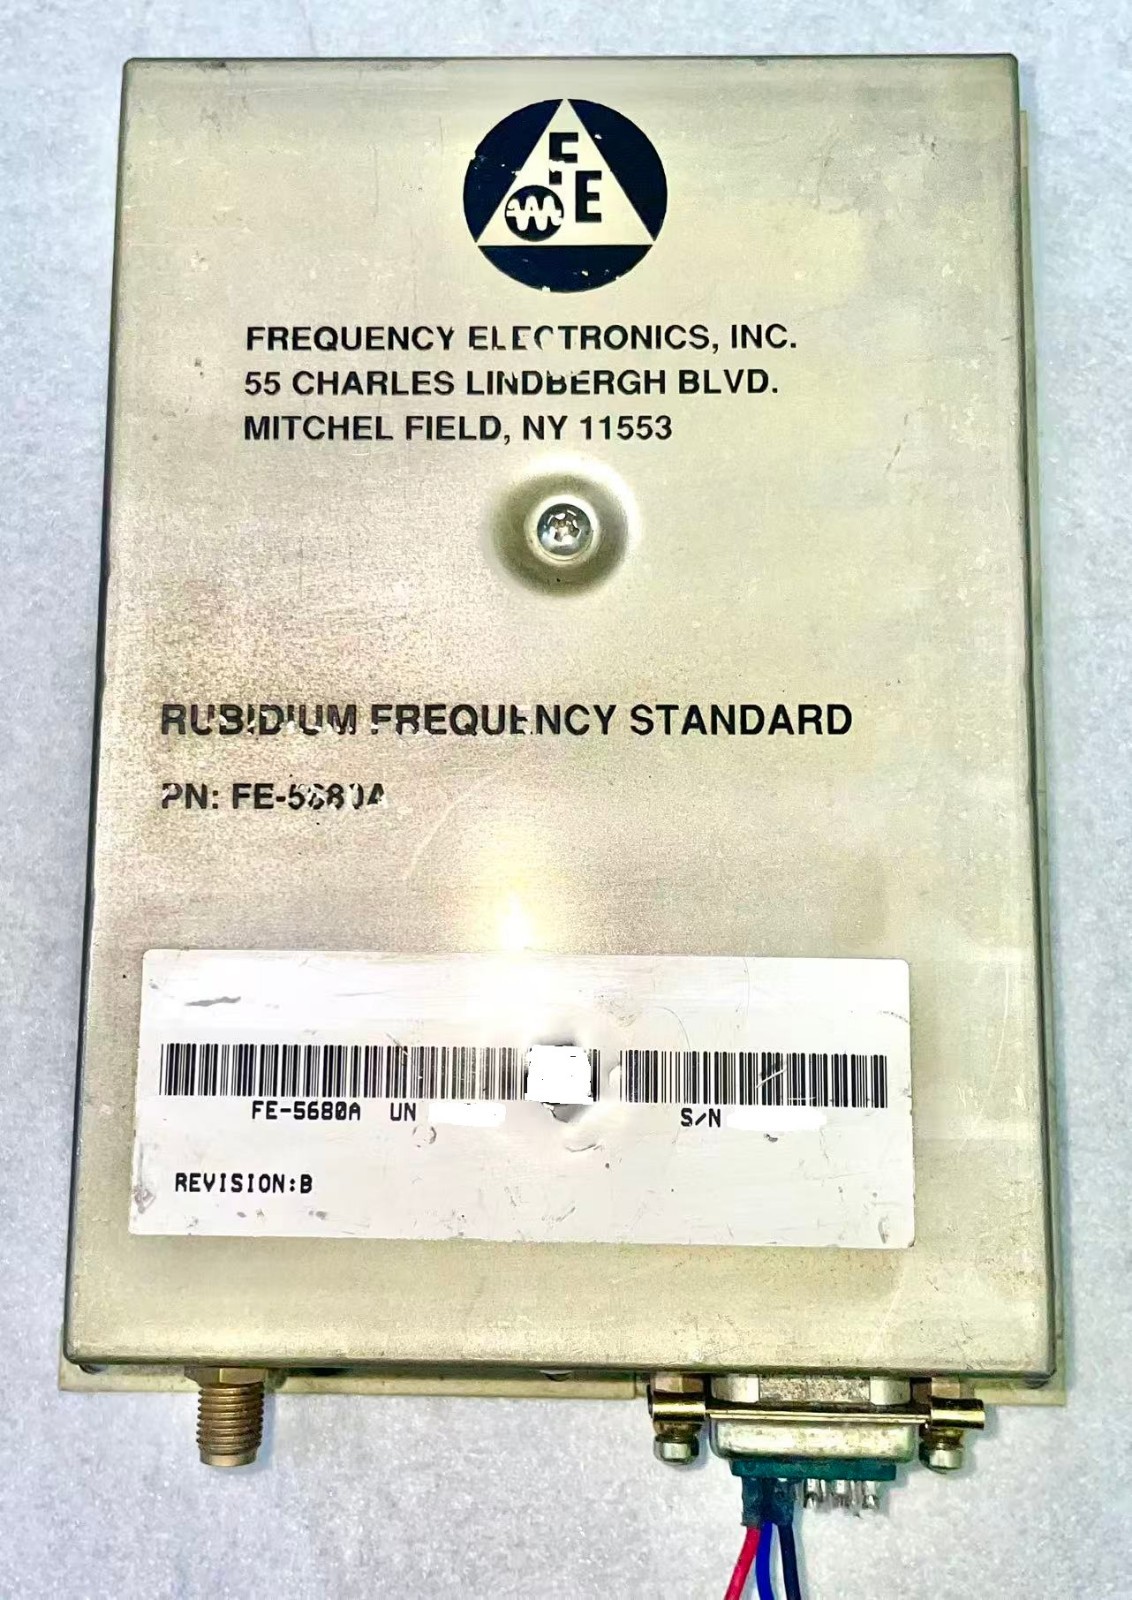 F
E
FREQUENCY ELECTRONICS, INC.
55 CHARLES LINDBERGH BLVD.
MITCHEL FIELD, NY 11553
RUBIDIUM FREQUENCY STANDARD
PN: FE-5680A
FE-5680A UN
S/N
REVISION:B